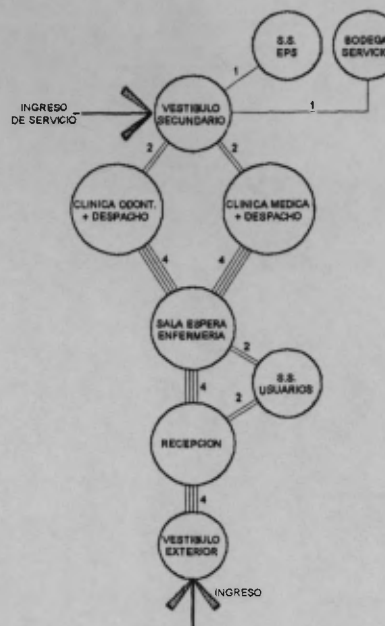 S.S.
EPS
BODEGA
SERVICIO
1
1
INGRESO
DE SERVICIO
VESTIBULO
SECUNDARIO
2
2
CLINICA ODONT.
+ DESPACHO
CLINICA MEDICA
+ DESPACHO
4
4
SALA ESPERA
ENFERMERIA
2
S.S.
USUARIOS
4
2
RECEPCION
4
VESTIBULO
EXTERIOR
INGRESO